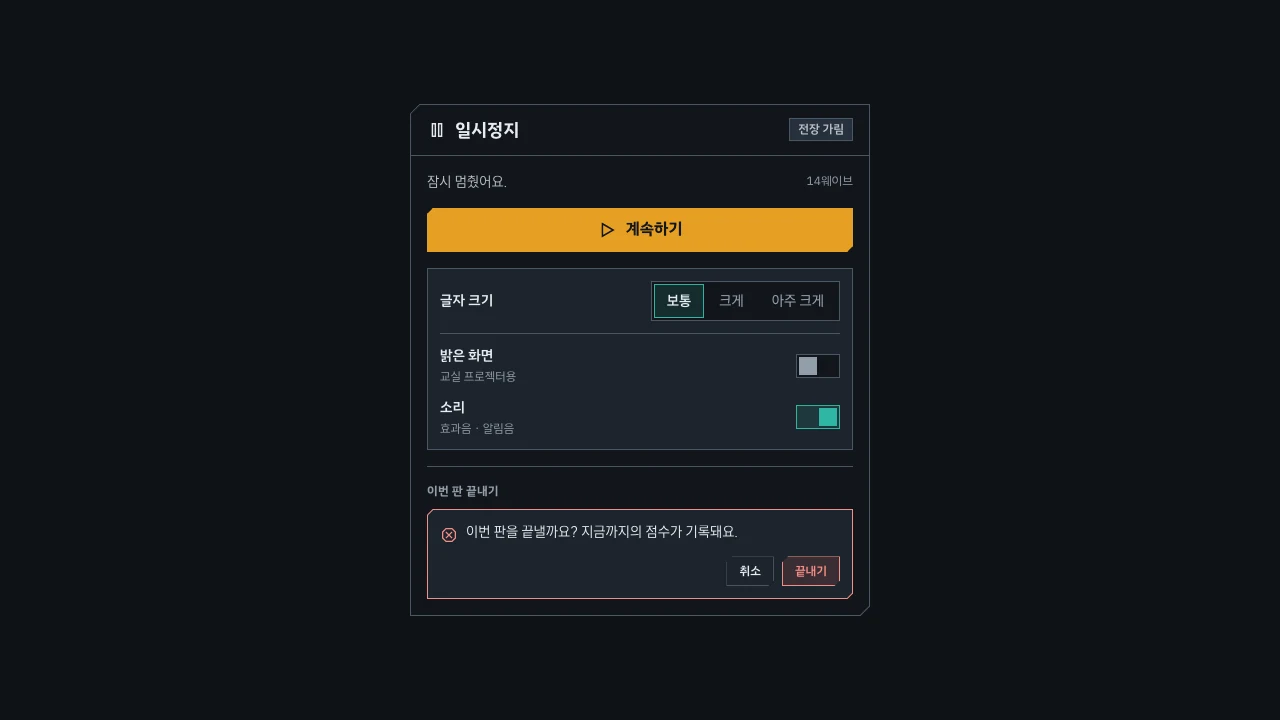 일시정지
전장 가림
잠시 멈췄어요.
14웨이브
계속하기
글자 크기
보통
크게
아주 크게
밝은 화면
교실 프로젝터용
소리
효과음 · 알림음
이번 판 끝내기
이번 판을 끝낼까요? 지금까지의 점수가 기록돼요.
취소
끝내기